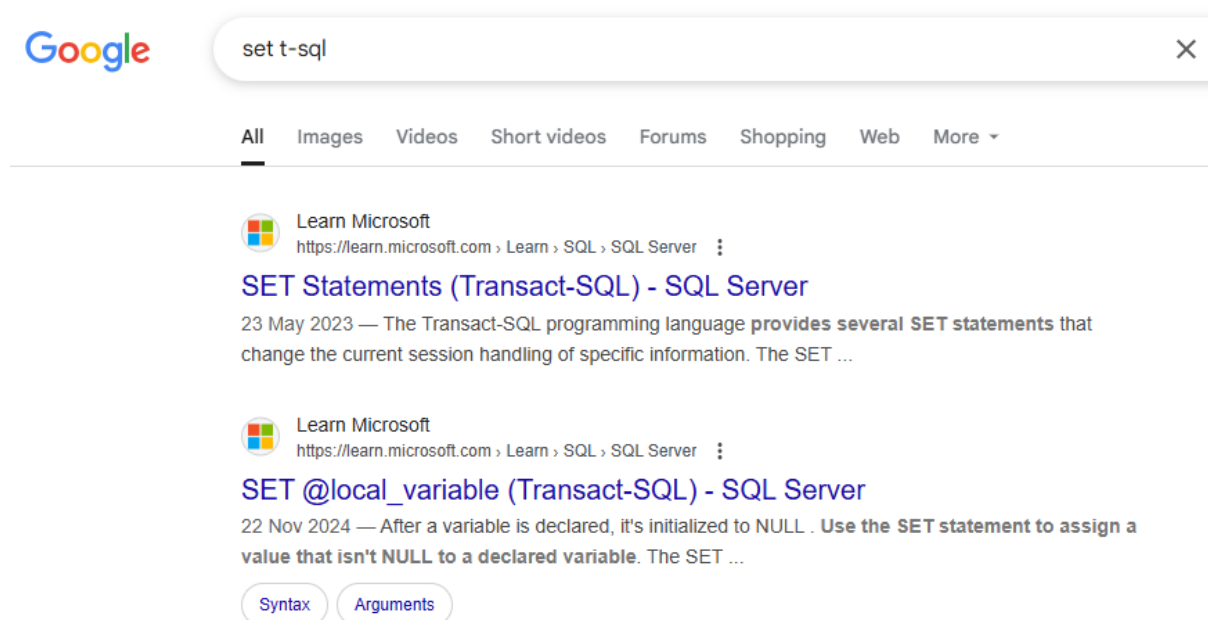 Google
set t-sql
All Images Videos Short videos Forums Shopping Web More
Learn Microsoft
https://learn.microsoft.com › Learn › SQL › SQL Server
SET Statements (Transact-SQL) - SQL Server
23 May 2023 — The Transact-SQL programming language provides several SET statements that
change the current session handling of specific information. The SET ...
Learn Microsoft
https://learn.microsoft.com › Learn › SQL › SQL Server
SET @local_variable (Transact-SQL) - SQL Server
22 Nov 2024 — After a variable is declared, it's initialized to NULL . Use the SET statement to assign a
value that isn't NULL to a declared variable. The SET ...
Syntax Arguments